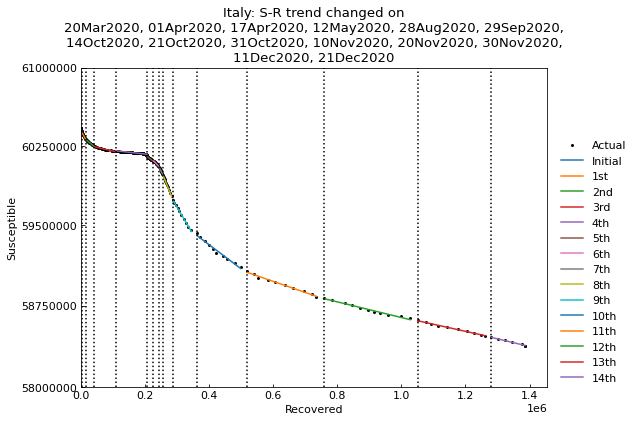 Italy: S-R trend changed on
20Mar2020, 01Apr2020, 17Apr2020, 12May2020, 28Aug2020, 29Sep2020,
14Oct2020, 21Oct2020, 31Oct2020, 10Nov2020, 20Nov2020, 30Nov2020,
11Dec2020, 21Dec2020
61000000
60250000
59500000
58750000
58000000
Susceptible
0.0 0.2 0.4 0.6 0.8 1.0 1.2 1.4
1e6
Recovered
Actual
Initial
1st
2nd
3rd
4th
5th
6th
7th
8th
9th
10th
11th
12th
13th
14th